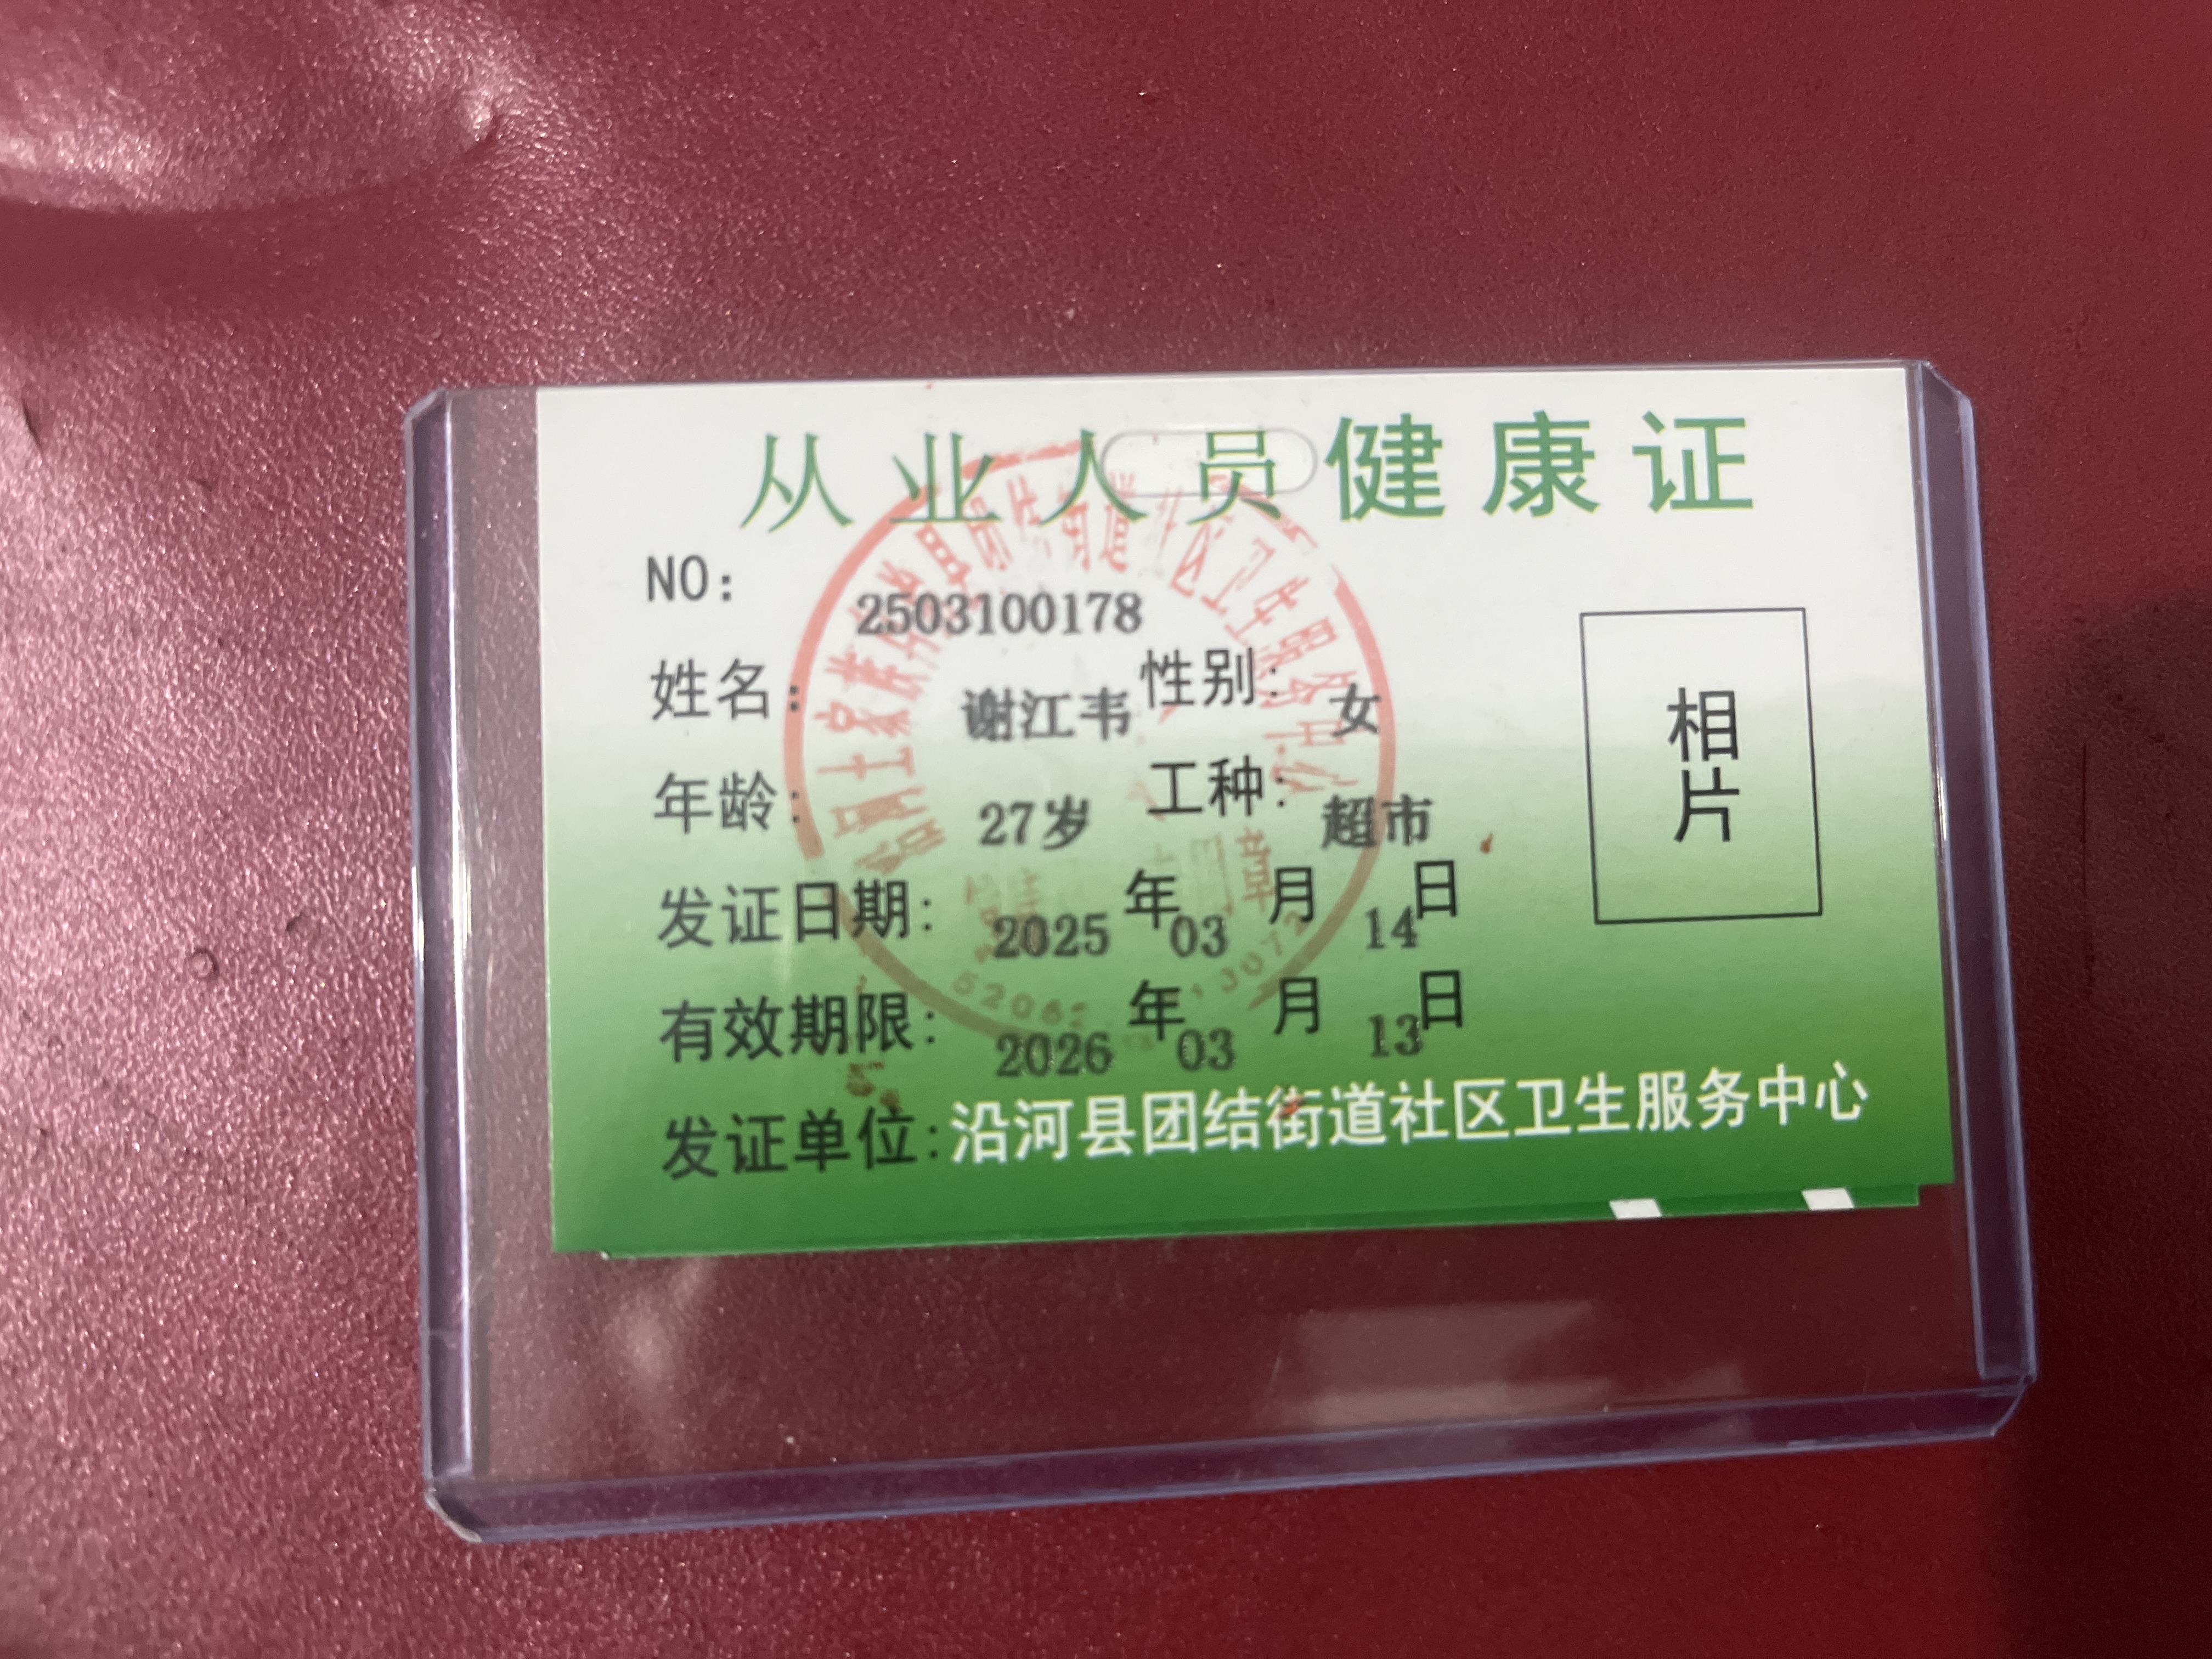 从业人员健康证
NO： 2503100178
姓名： 谢江韦 性别： 女
年龄： 27岁 工种： 超市
发证日期： 2025 年 03 月 14 日
有效期限： 2026 年 03 月 13 日
发证单位：沿河县团结街道社区卫生服务中心
相片